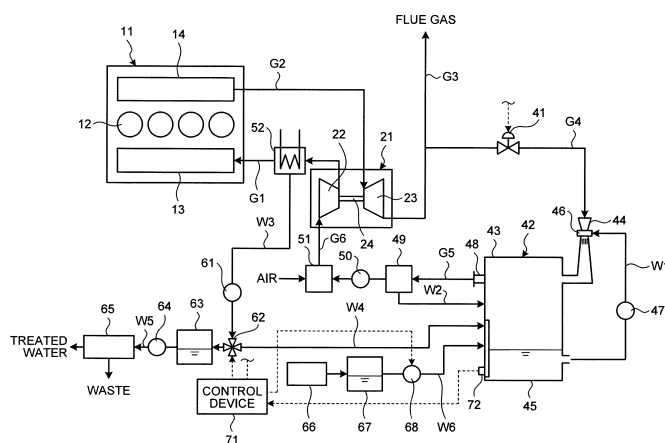 FLUE GAS
11
14
G2
G3
41
G4
12
52
22
21
23
G1
13
24
46
44
43
42
W3
G6
51
49
48
G5
50
AIR
W2
W1
47
61
62
W4
65
W5
64
63
TREATED
WATER
WASTE
CONTROL
DEVICE
71
66
67
68
W6
72
45